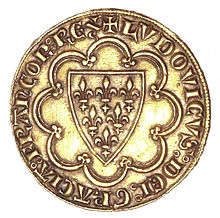 ✠ LVDOVICVS : DEI : GRACIA : FRANCOR : REX